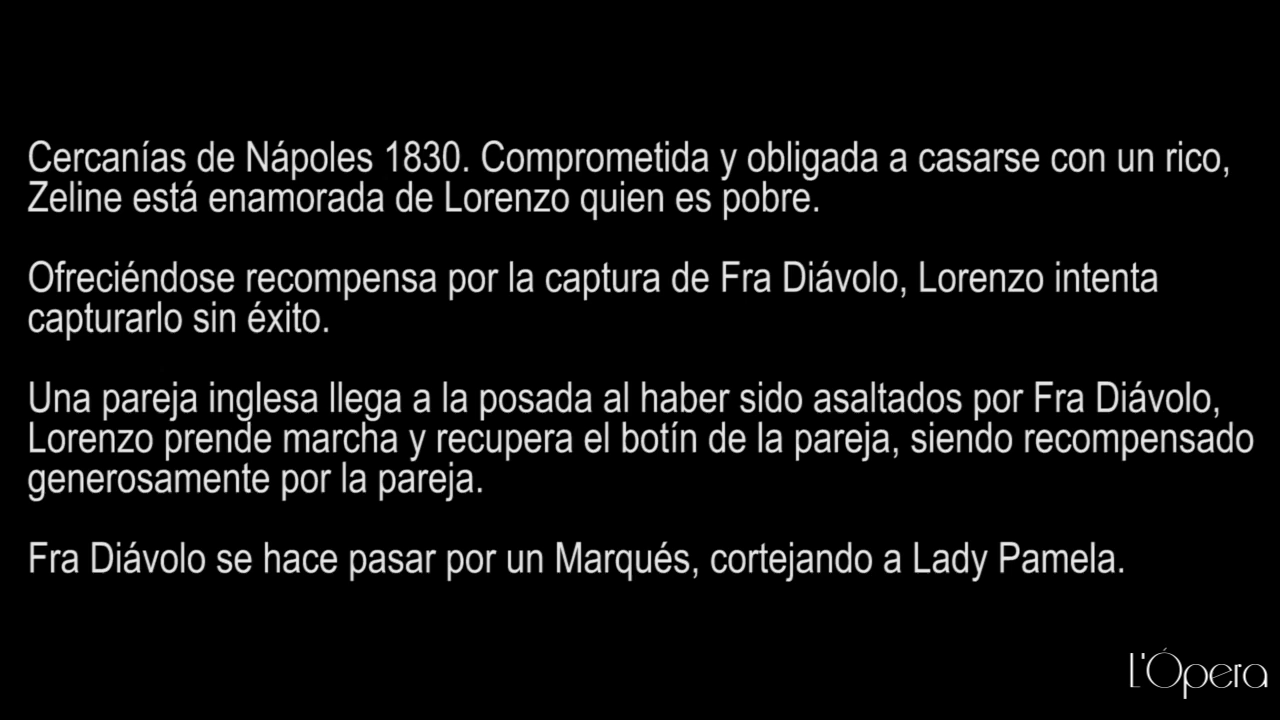 Cercanías de Nápoles 1830. Comprometida y obligada a casarse con un rico,
Zeline está enamorada de Lorenzo quien es pobre.
Ofreciéndose recompensa por la captura de Fra Diávolo, Lorenzo intenta
capturarlo sin éxito.
Una pareja inglesa llega a la posada al haber sido asaltados por Fra Diávolo,
Lorenzo prende marcha y recupera el botín de la pareja, siendo recompensado
generosamente por la pareja.
Fra Diávolo se hace pasar por un Marqués, cortejando a Lady Pamela.
L'Ópera